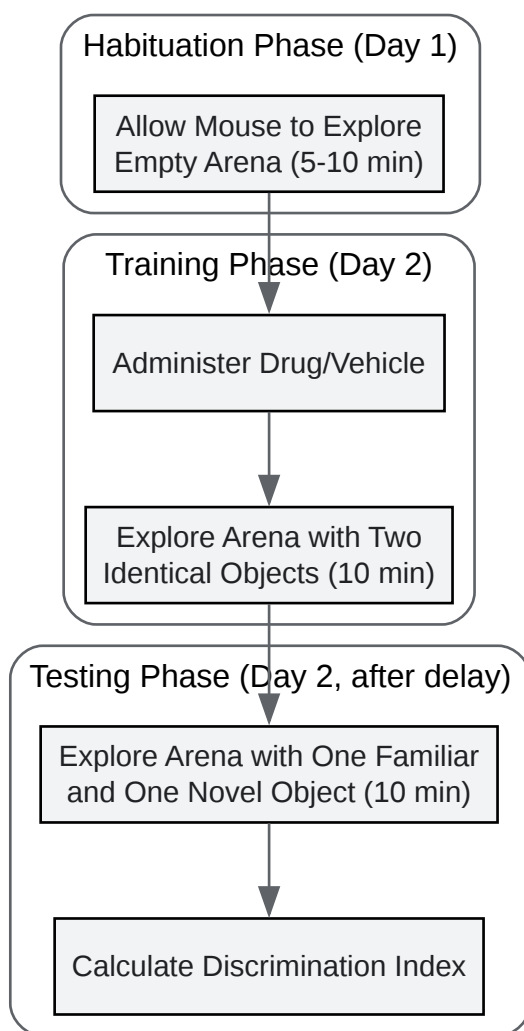 Habituation Phase (Day 1)
Allow Mouse to Explore
Empty Arena (5-10 min)
Training Phase (Day 2)
Administer Drug/Vehicle
Explore Arena with Two
Identical Objects (10 min)
Testing Phase (Day 2, after delay)
Explore Arena with One Familiar
and One Novel Object (10 min)
Calculate Discrimination Index